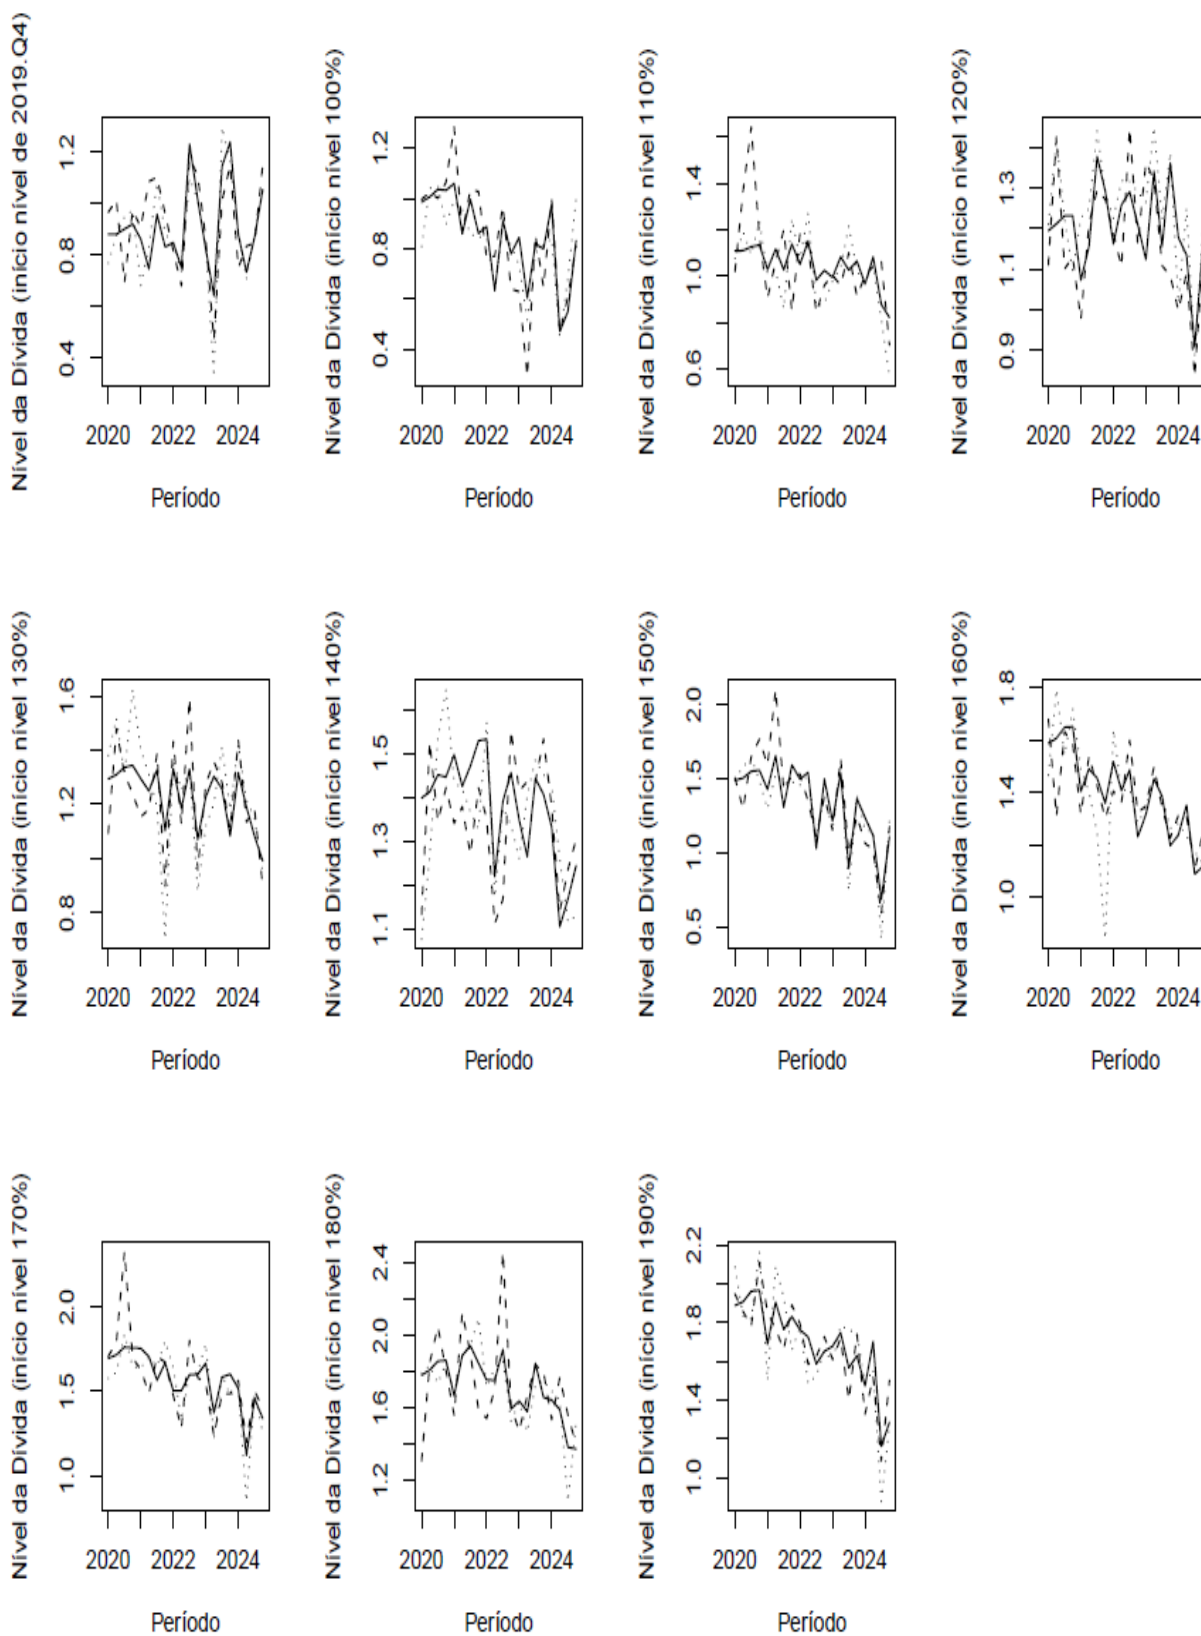 Nível da Dívida (início nível de 2019.Q4)
0.4 0.8 1.2
2020 2022 2024
Período
Nível da Dívida (início nível 100%)
0.4 0.8 1.2
2020 2022 2024
Período
Nível da Dívida (início nível 110%)
0.6 1.0 1.4
2020 2022 2024
Período
Nível da Dívida (início nível 120%)
0.9 1.1 1.3
2020 2022 2024
Período
Nível da Dívida (início nível 130%)
0.8 1.2 1.6
2020 2022 2024
Período
Nível da Dívida (início nível 140%)
1.1 1.3 1.5
2020 2022 2024
Período
Nível da Dívida (início nível 150%)
0.5 1.0 1.5 2.0
2020 2022 2024
Período
Nível da Dívida (início nível 160%)
1.0 1.4 1.8
2020 2022 2024
Período
Nível da Dívida (início nível 170%)
1.0 1.5 2.0
2020 2022 2024
Período
Nível da Dívida (início nível 180%)
1.2 1.6 2.0 2.4
2020 2022 2024
Período
Nível da Dívida (início nível 190%)
1.0 1.4 1.8 2.2
2020 2022 2024
Período